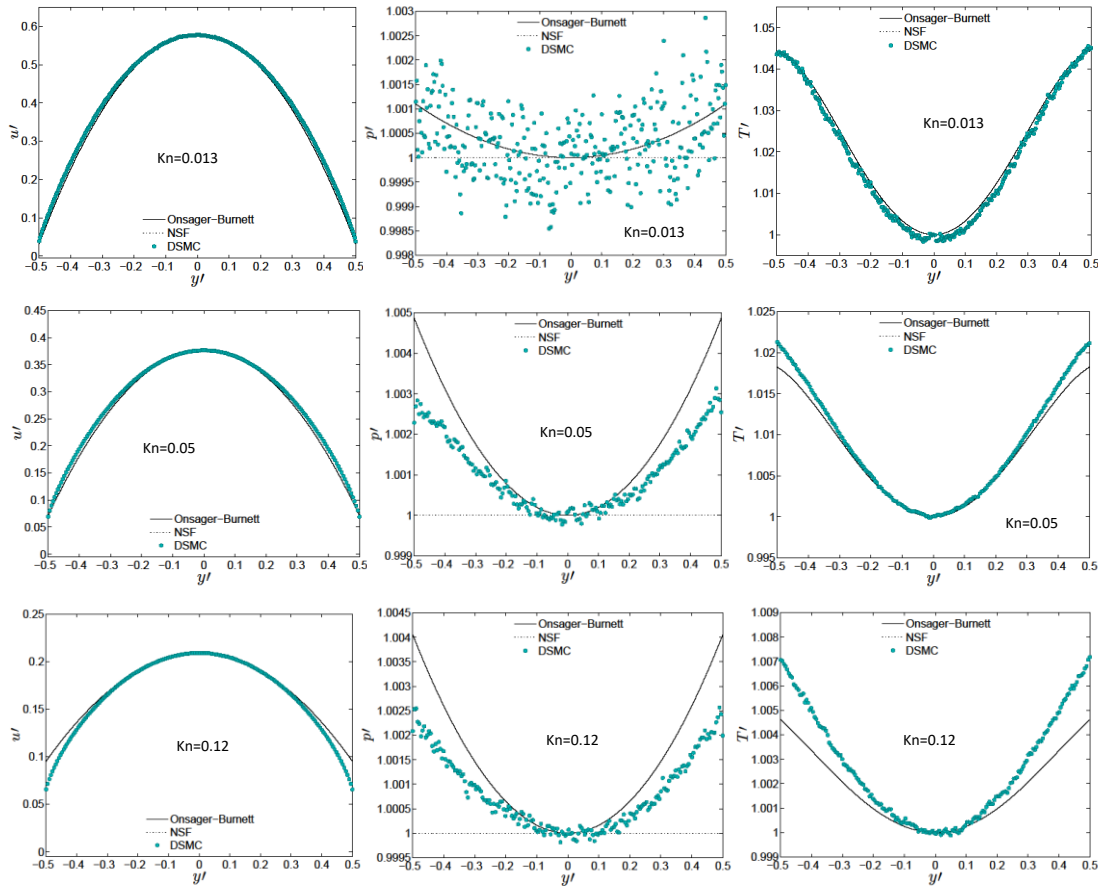 0.6
0.5
0.4
0.3
0.2
0.1
0
u′
Kn=0.013
Onsager−Burnett
NSF
DSMC
−0.5 −0.4 −0.3 −0.2 −0.1 0 0.1 0.2 0.3 0.4 0.5
y′
1.003
1.0025
1.002
1.0015
1.001
1.0005
1
0.9995
0.999
0.9985
0.998
p′
Onsager−Burnett
NSF
DSMC
Kn=0.013
−0.5 −0.4 −0.3 −0.2 −0.1 0 0.1 0.2 0.3 0.4 0.5
y′
1.05
1.04
1.03
1.02
1.01
1
T′
Onsager−Burnett
NSF
DSMC
Kn=0.013
−0.5 −0.4 −0.3 −0.2 −0.1 0 0.1 0.2 0.3 0.4 0.5
y′
0.45
0.4
0.35
0.3
0.25
0.2
0.15
0.1
0.05
0
u′
Kn=0.05
Onsager−Burnett
NSF
DSMC
−0.5 −0.4 −0.3 −0.2 −0.1 0 0.1 0.2 0.3 0.4 0.5
y′
1.005
1.004
1.003
1.002
1.001
1
0.999
p′
Onsager−Burnett
NSF
DSMC
Kn=0.05
−0.5 −0.4 −0.3 −0.2 −0.1 0 0.1 0.2 0.3 0.4 0.5
y′
1.025
1.02
1.015
1.01
1.005
1
0.995
T′
Onsager−Burnett
NSF
DSMC
Kn=0.05
−0.5 −0.4 −0.3 −0.2 −0.1 0 0.1 0.2 0.3 0.4 0.5
y′
0.25
0.2
0.15
0.1
0.05
0
u′
Kn=0.12
Onsager−Burnett
NSF
DSMC
−0.5 −0.4 −0.3 −0.2 −0.1 0 0.1 0.2 0.3 0.4 0.5
y′
1.0045
1.004
1.0035
1.003
1.0025
1.002
1.0015
1.001
1.0005
1
0.9995
p′
Onsager−Burnett
NSF
DSMC
Kn=0.12
−0.5 −0.4 −0.3 −0.2 −0.1 0 0.1 0.2 0.3 0.4 0.5
y′
1.009
1.008
1.007
1.006
1.005
1.004
1.003
1.002
1.001
1
0.999
T′
Onsager−Burnett
NSF
DSMC
Kn=0.12
−0.5 −0.4 −0.3 −0.2 −0.1 0 0.1 0.2 0.3 0.4 0.5
y′